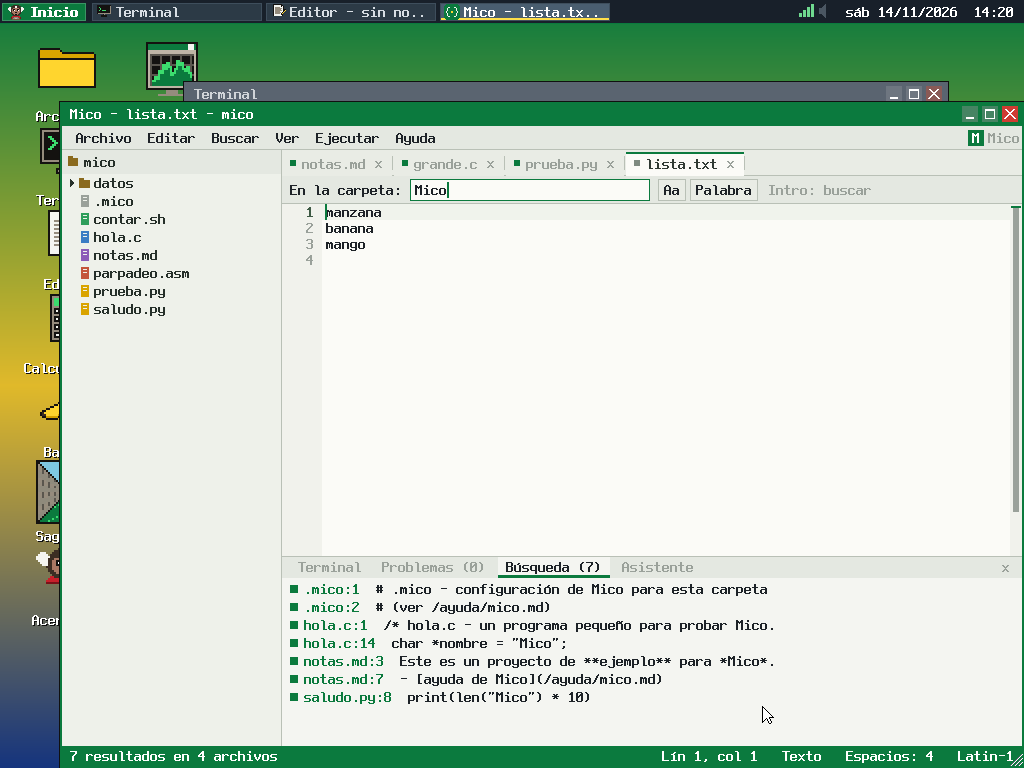 Inicio
Terminal
Editor - sin no..
Mico - lista.tx..
sáb 14/11/2026 14:20
Terminal
Mico - lista.txt - mico
Archivo Editar Buscar Ver Ejecutar Ayuda
M Mico
mico
datos
.mico
contar.sh
hola.c
notas.md
parpadeo.asm
prueba.py
saludo.py
notas.md x
grande.c x
prueba.py x
lista.txt x
En la carpeta: Mico Aa Palabra Intro: buscar
1 manzana
2 banana
3 mango
4
Terminal Problemas (0) Búsqueda (7) Asistente x
.mico:1 # .mico - configuración de Mico para esta carpeta
.mico:2 # (ver /ayuda/mico.md)
hola.c:1 /* hola.c - un programa pequeño para probar Mico.
hola.c:14 char *nombre = "Mico";
notas.md:3 Este es un proyecto de **ejemplo** para *Mico*.
notas.md:7 - [ayuda de Mico](/ayuda/mico.md)
saludo.py:8 print(len("Mico") * 10)
7 resultados en 4 archivos
Lín 1, col 1 Texto Espacios: 4 Latin-1
Arc
Ter
Ed
Calc
Ba
Sag
Acer